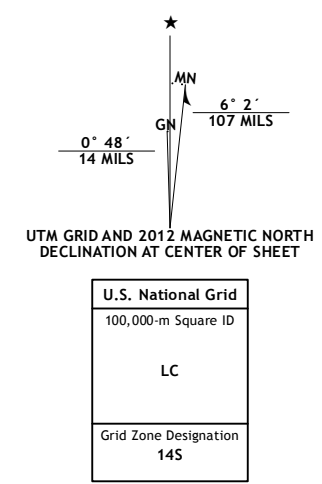 ★
MN
GN
6° 2´
107 MILS
0° 48´
14 MILS
UTM GRID AND 2012 MAGNETIC NORTH
DECLINATION AT CENTER OF SHEET
U.S. National Grid
100,000-m Square ID
LC
Grid Zone Designation
14S